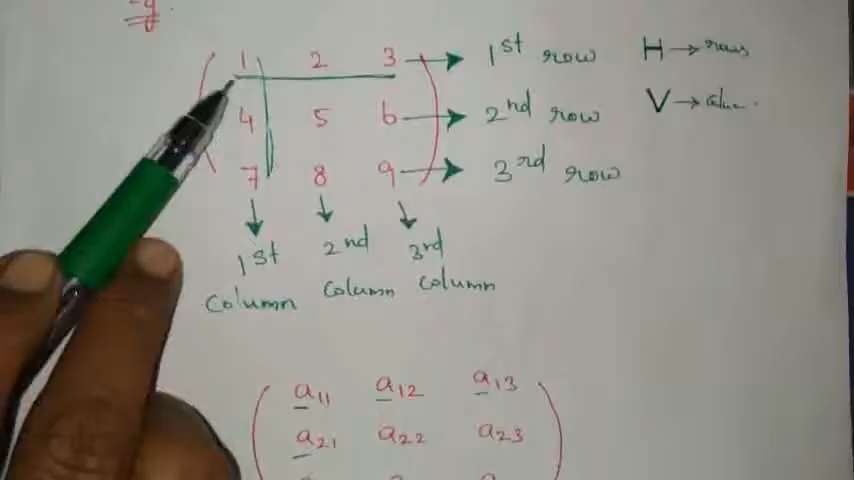 1 2 3 → 1st row H → rows
4 5 6 → 2nd row V →
7 8 9 → 3rd row
↓ ↓ ↓
1st 2nd 3rd
Column Column Column
a11 a12 a13
a21 a22 a23